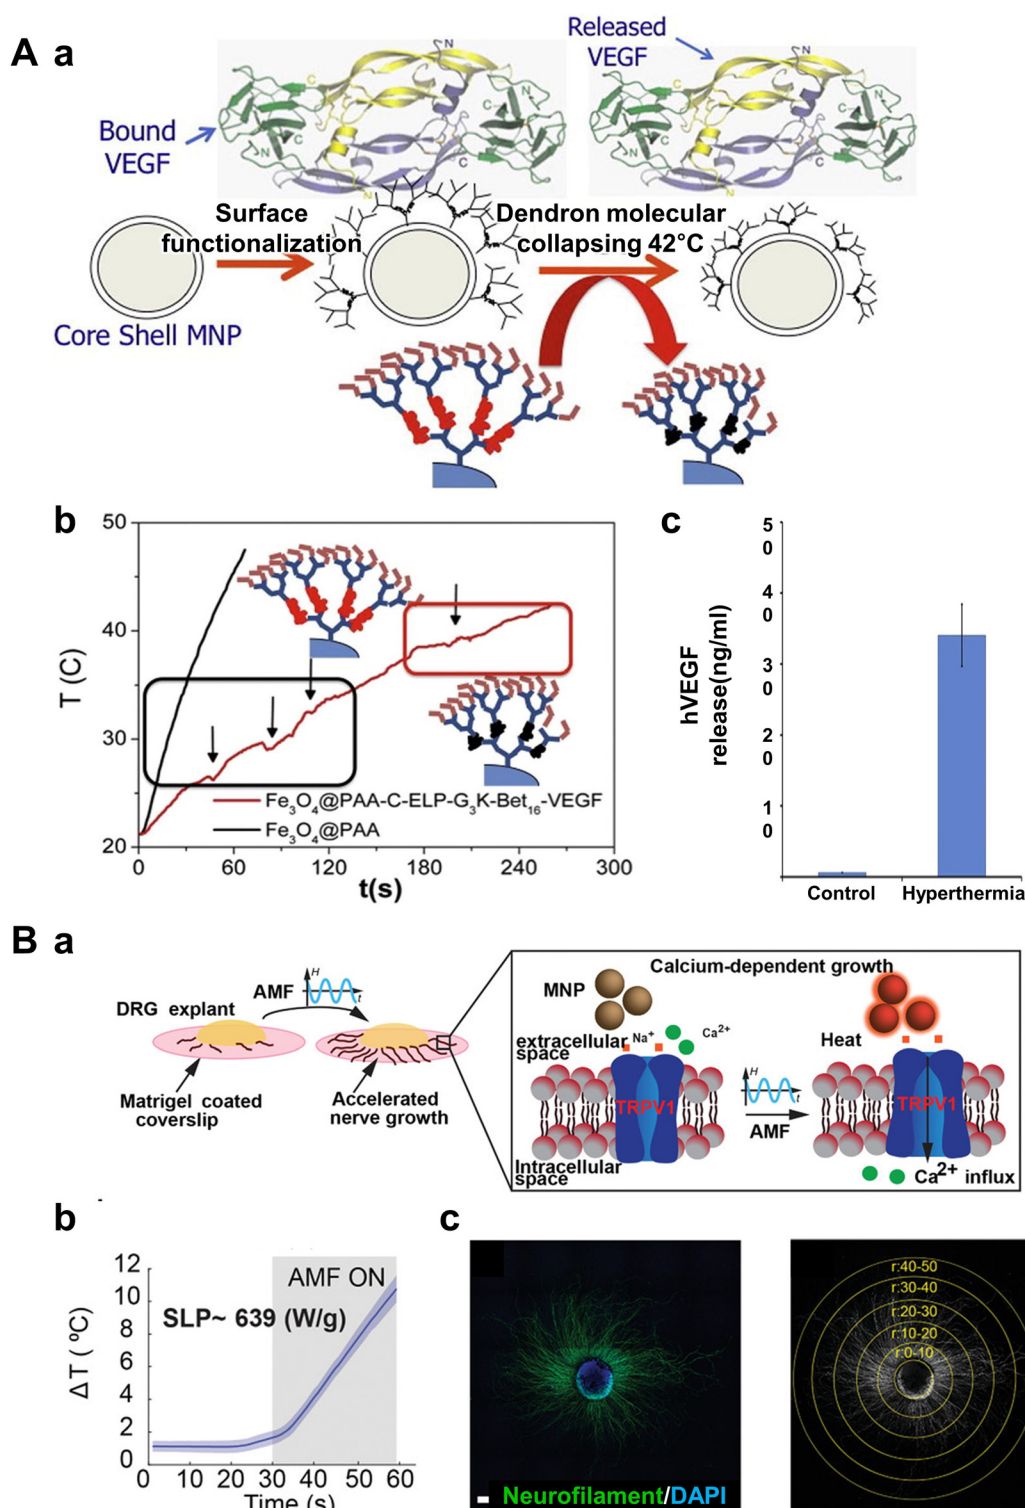 A a
Released
VEGF
Bound
VEGF
N
C
C
N
C
N
N
C
C
N
C
N
Surface
functionalization
Dendron molecular
collapsing 42°C
Core Shell MNP
b
T (C)
50
40
30
20
0
60
120
180
240
300
t(s)
Fe3O4@PAA-C-ELP-G3K-Bet16-VEGF
Fe3O4@PAA
c
hVEGF
release(ng/ml)
5
0
4
0
3
0
2
0
1
0
Control
Hyperthermia
B a
DRG explant
AMF
H
t
Matrigel coated
coverslip
Accelerated
nerve growth
MNP
Calcium-dependent growth
extracellular
space
Na+
Ca2+
Heat
TRPV1
H
t
AMF
TRPV1
Intracellular
space
Ca2+ influx
b
ΔT ( ºC)
12
10
8
6
4
2
0
AMF ON
SLP~ 639 (W/g)
0 10 20 30 40 50 60
Time (s)
c
Neurofilament/DAPI
r:40-50
r:30-40
r:20-30
r:10-20
r:0-10